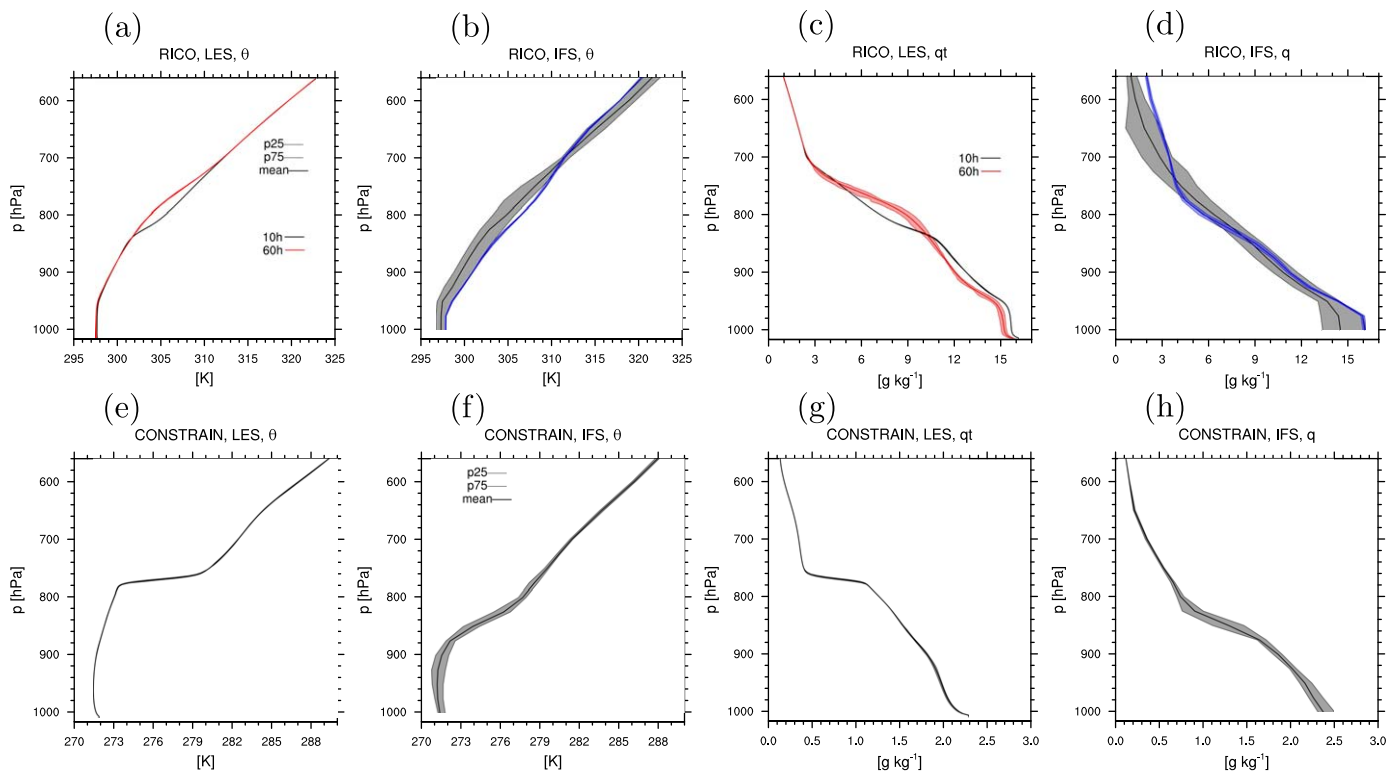 (a) (b) (c) (d)
RICO, LES, θ RICO, IFS, θ RICO, LES, qt RICO, IFS, q
p [hPa] 600 700 800 900 1000
p25
p75
mean
10h
60h
295 300 305 310 315 320 325
[K]
p [hPa] 600 700 800 900 1000
295 300 305 310 315 320 325
[K]
p [hPa] 600 700 800 900 1000
10h
60h
0 3 6 9 12 15
[g kg⁻¹]
p [hPa] 600 700 800 900 1000
0 3 6 9 12 15
[g kg⁻¹]
(e) (f) (g) (h)
CONSTRAIN, LES, θ CONSTRAIN, IFS, θ CONSTRAIN, LES, qt CONSTRAIN, IFS, q
p [hPa] 600 700 800 900 1000
270 273 276 279 282 285 288
[K]
p [hPa] 600 700 800 900 1000
p25
p75
mean
270 273 276 279 282 285 288
[K]
p [hPa] 600 700 800 900 1000
0.0 0.5 1.0 1.5 2.0 2.5 3.0
[g kg⁻¹]
p [hPa] 600 700 800 900 1000
0.0 0.5 1.0 1.5 2.0 2.5 3.0
[g kg⁻¹]